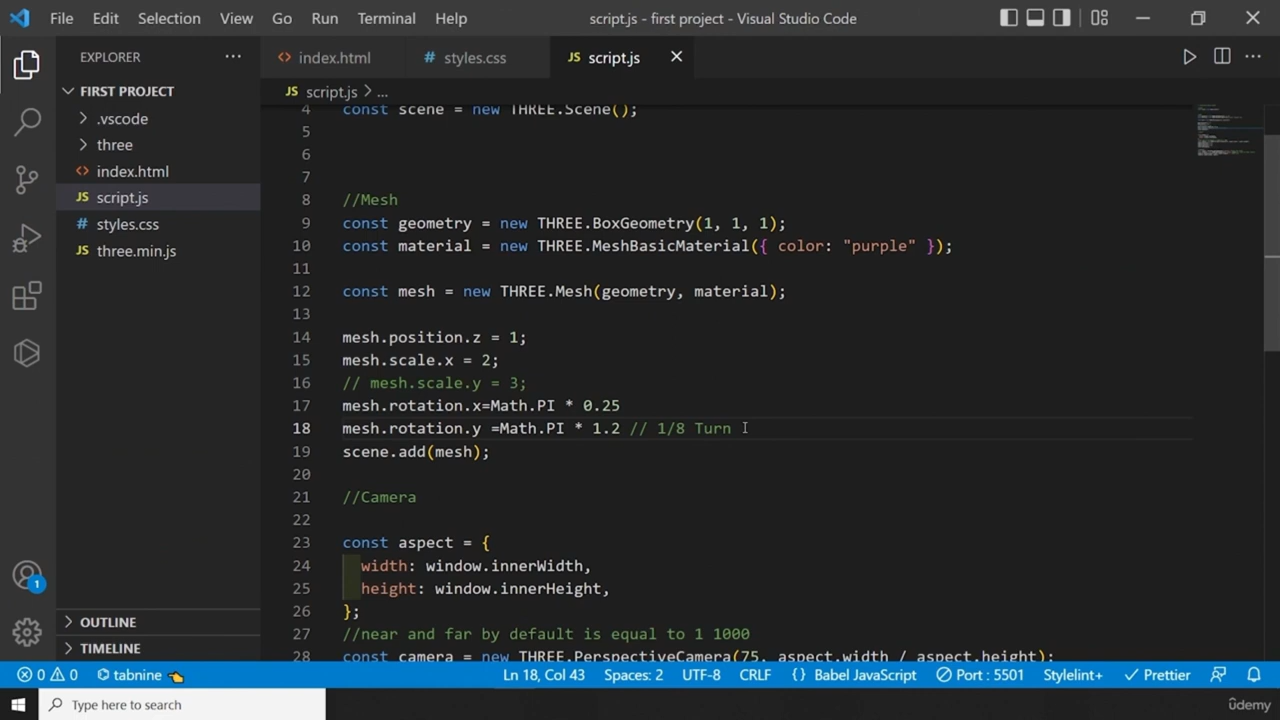 File Edit Selection View Go Run Terminal Help script.js - first project - Visual Studio Code
EXPLORER
FIRST PROJECT
.vscode
three
index.html
script.js
styles.css
three.min.js
OUTLINE
TIMELINE
index.html styles.css script.js
script.js > ...
4 const scene = new THREE.Scene();
5
6
7
8 //Mesh
9 const geometry = new THREE.BoxGeometry(1, 1, 1);
10 const material = new THREE.MeshBasicMaterial({ color: "purple" });
11
12 const mesh = new THREE.Mesh(geometry, material);
13
14 mesh.position.z = 1;
15 mesh.scale.x = 2;
16 // mesh.scale.y = 3;
17 mesh.rotation.x=Math.PI * 0.25
18 mesh.rotation.y =Math.PI * 1.2 // 1/8 Turn
19 scene.add(mesh);
20
21 //Camera
22
23 const aspect = {
24 width: window.innerWidth,
25 height: window.innerHeight,
26 };
27 //near and far by default is equal to 1 1000
28 const camera = new THREE.PerspectiveCamera(75, aspect.width / aspect.height);
1
0 0 tabnine Ln 18, Col 43 Spaces: 2 UTF-8 CRLF {} Babel JavaScript Port : 5501 Stylelint+ Prettier
Type here to search
ûdemy